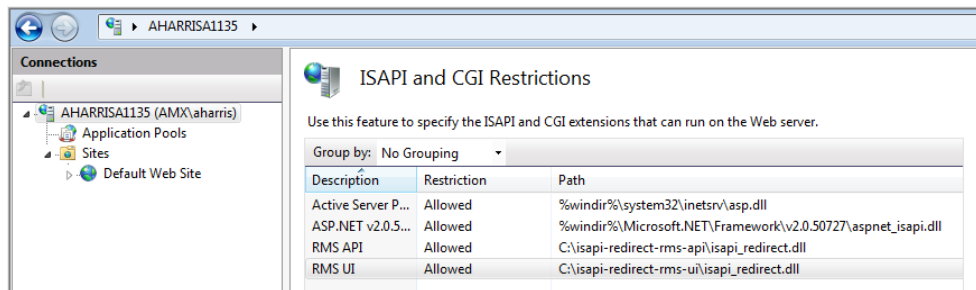 AHARRISA1135
Connections
AHARRISA1135 (AMX\aharris)
Application Pools
Sites
Default Web Site
ISAPI and CGI Restrictions
Use this feature to specify the ISAPI and CGI extensions that can run on the Web server.
Group by: No Grouping
Description Restriction Path
Active Server P... Allowed %windir%\system32\inetsrv\asp.dll
ASP.NET v2.0.5... Allowed %windir%\Microsoft.NET\Framework\v2.0.50727\aspnet_isapi.dll
RMS API Allowed C:\isapi-redirect-rms-api\isapi_redirect.dll
RMS UI Allowed C:\isapi-redirect-rms-ui\isapi_redirect.dll